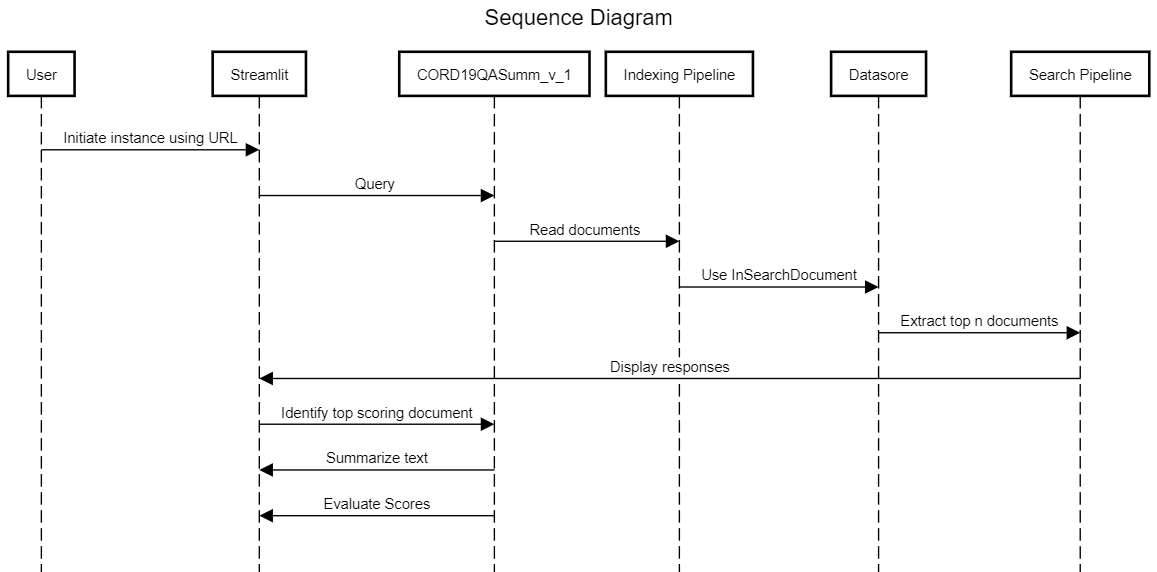 Sequence Diagram
User
Streamlit
CORD19QASumm_v_1
Indexing Pipeline
Datasore
Search Pipeline
Initiate instance using URL
Query
Read documents
Use InSearchDocument
Extract top n documents
Display responses
Identify top scoring document
Summarize text
Evaluate Scores